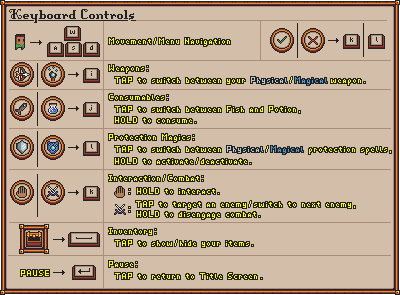 Keyboard Controls
W
A S D
Movement/Menu Navigation
k l
i
Weapons:
TAP to switch between your Physical/Magical weapon.
j
Consumables:
TAP to switch between Fish and Potion,
HOLD to consume.
l
Protection Magics:
TAP to switch between Physical/Magical protection spells,
HOLD to activate/deactivate.
k
Interaction/Combat:
: HOLD to interact.
: TAP to target an enemy/switch to next enemy,
HOLD to disengage combat.
Inventory:
TAP to show/hide your items.
PAUSE
Pause:
TAP to return to Title Screen.